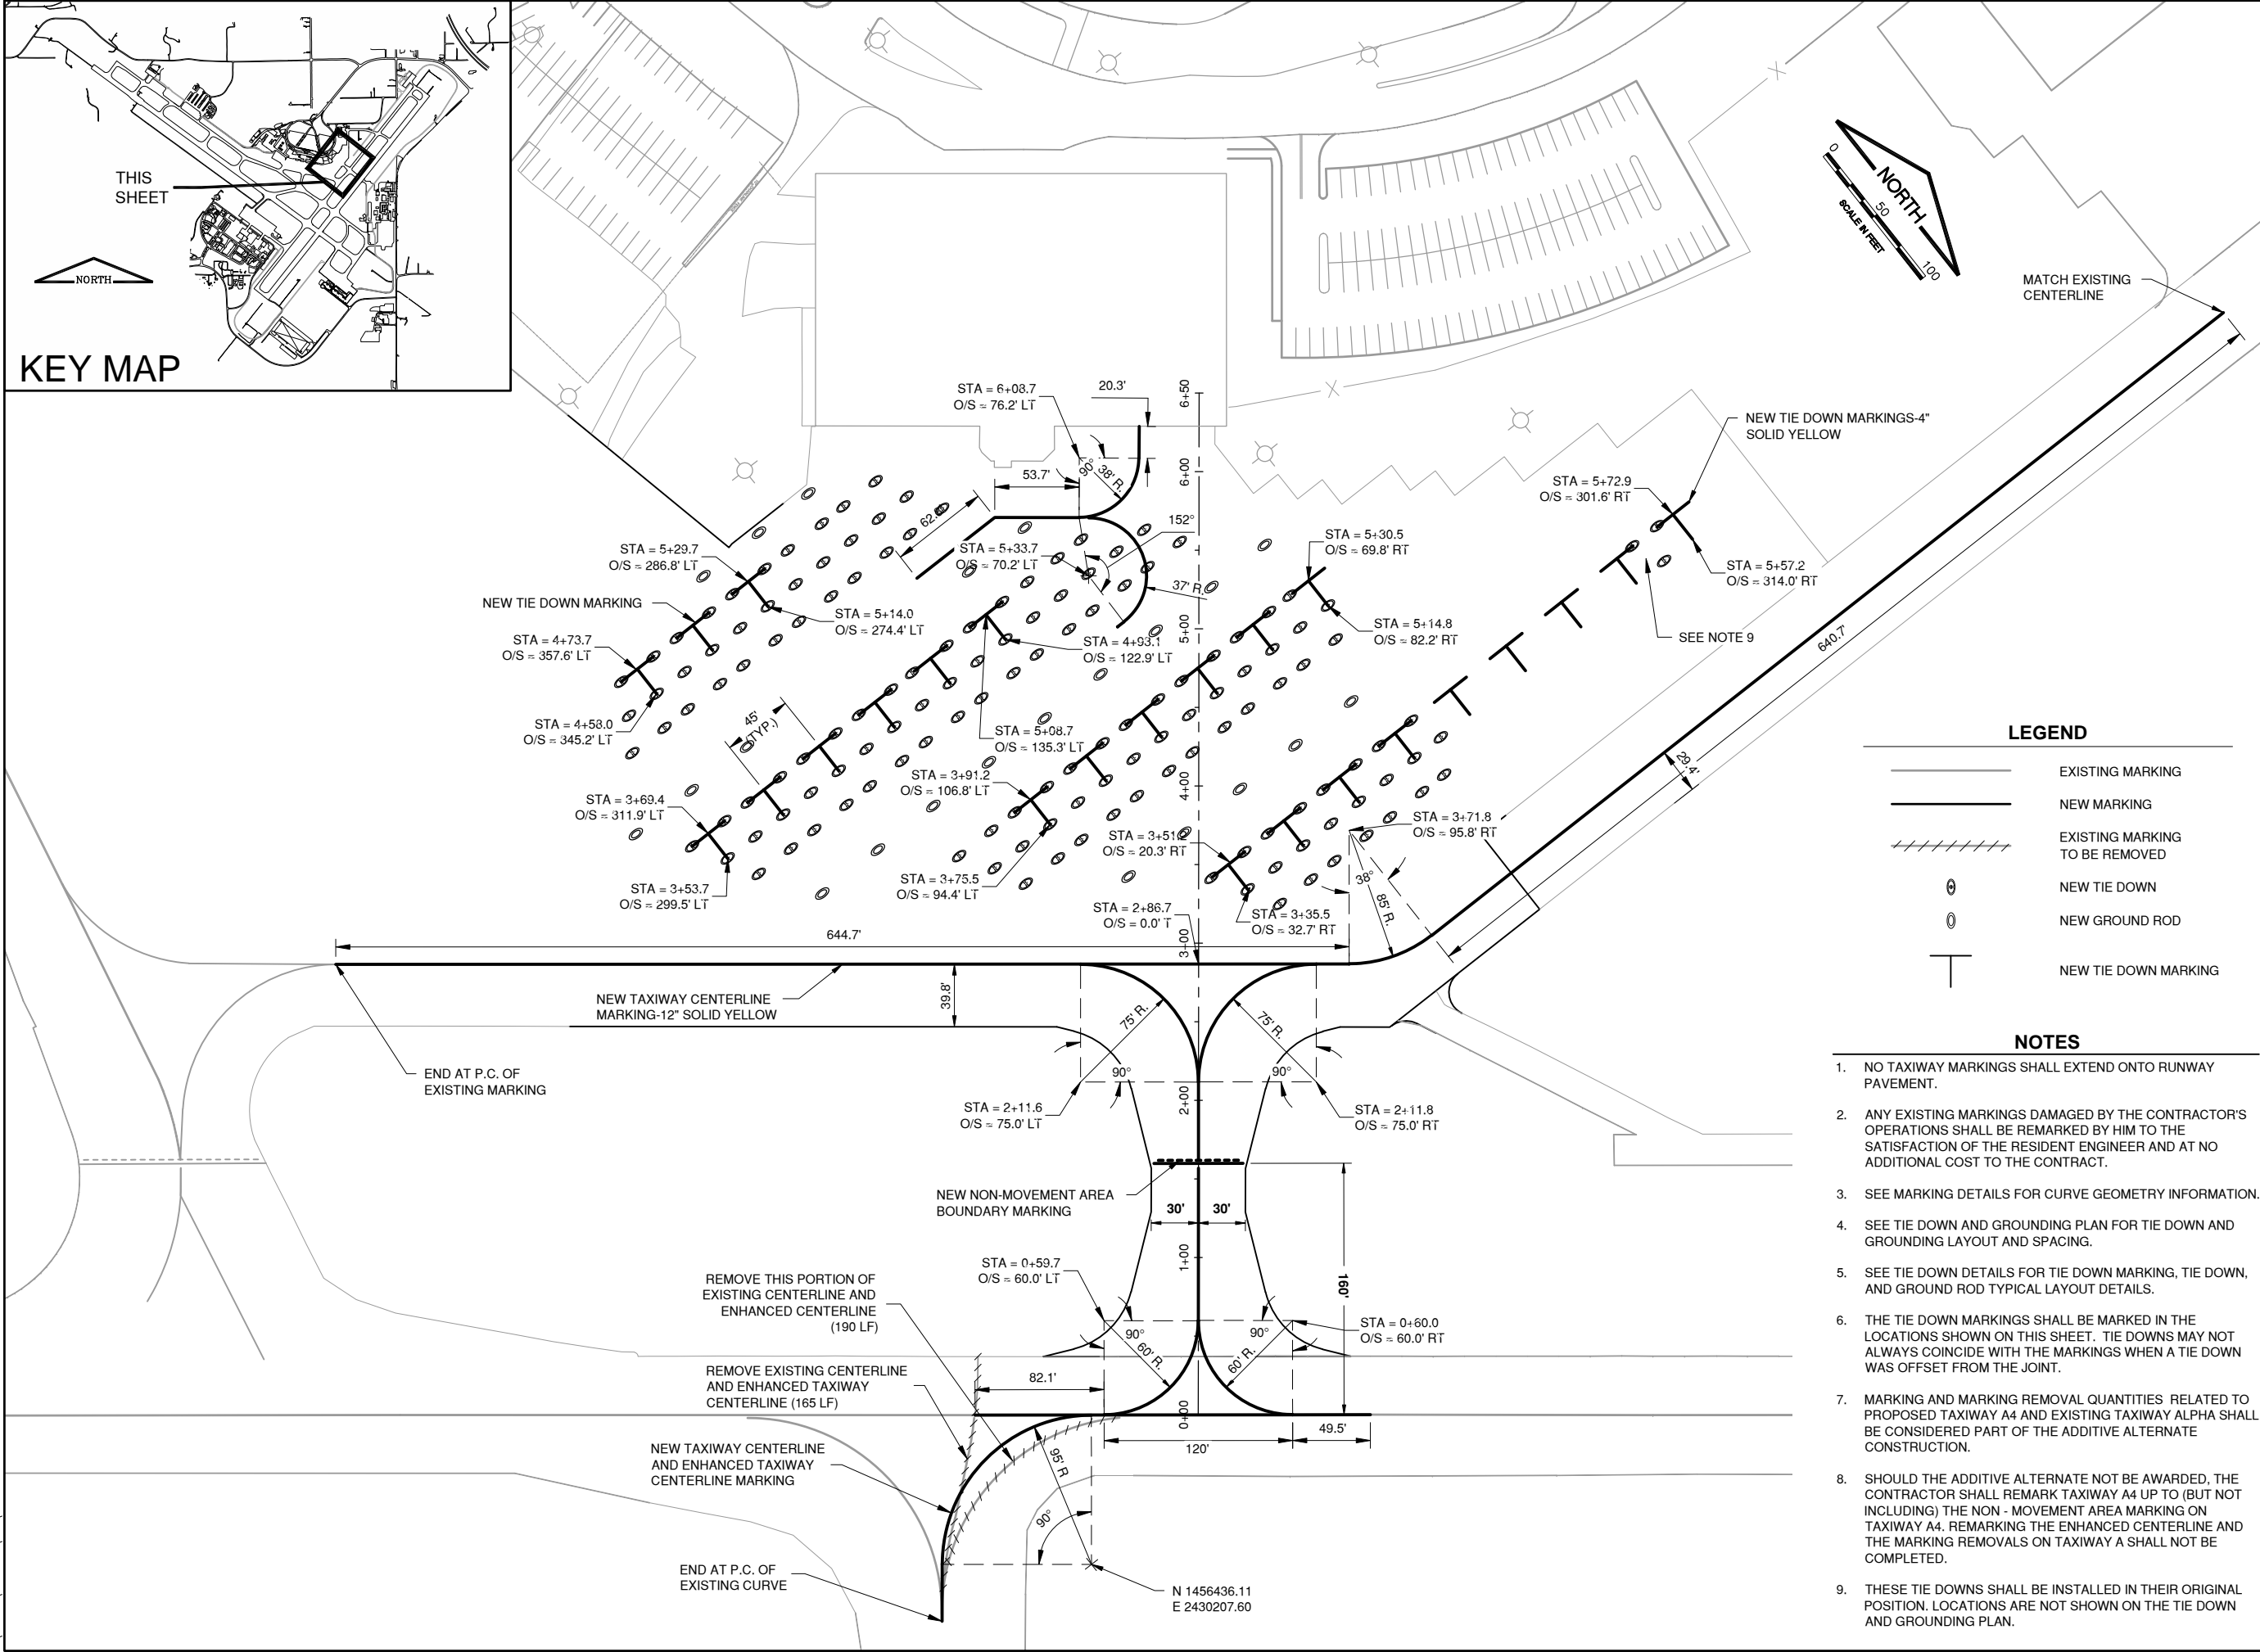 THIS
SHEET
NORTH
KEY MAP
0
NORTH
50
SCALE IN FEET
100
MATCH EXISTING
CENTERLINE
STA = 6+08.7
O/S = 76.2' LT
20.3'
6+50
NEW TIE DOWN MARKINGS-4"
SOLID YELLOW
90°
38' R.
6+00
53.7'
STA = 5+72.9
O/S = 301.6' RT
152°
STA = 5+29.7
O/S = 286.8' LT
STA = 5+33.7
O/S = 70.2' LT
STA = 5+30.5
O/S = 69.8' RT
STA = 5+57.2
O/S = 314.0' RT
37' R.
NEW TIE DOWN MARKING
STA = 5+14.0
O/S = 274.4' LT
5+00
STA = 5+14.8
O/S = 82.2' RT
SEE NOTE 9
640.7'
STA = 4+73.7
O/S = 357.6' LT
STA = 4+93.1
O/S = 122.9' LT
45'
(TYP.)
STA = 4+58.0
O/S = 345.2' LT
STA = 5+08.7
O/S = 135.3' LT
29.4'
STA = 3+91.2
O/S = 106.8' LT
4+00
STA = 3+69.4
O/S = 311.9' LT
STA = 3+71.8
O/S = 95.8' RT
O/S = 20.3' RT
STA = 3+75.5
O/S = 94.4' LT
38°
85' R.
STA = 3+53.7
O/S = 299.5' LT
STA = 2+86.7
O/S = 0.0' T
STA = 3+35.5
O/S = 32.7' RT
644.7'
3+00
39.8'
NEW TAXIWAY CENTERLINE
MARKING-12" SOLID YELLOW
75' R.
75' R.
END AT P.C. OF
EXISTING MARKING
90°
90°
STA = 2+11.6
O/S = 75.0' LT
2+00
STA = 2+11.8
O/S = 75.0' RT
NEW NON-MOVEMENT AREA
BOUNDARY MARKING
30'
30'
1+00
160'
STA = 0+59.7
O/S = 60.0' LT
REMOVE THIS PORTION OF
EXISTING CENTERLINE AND
ENHANCED CENTERLINE
(190 LF)
STA = 0+60.0
O/S = 60.0' RT
90°
90°
60' R.
60' R.
REMOVE EXISTING CENTERLINE
AND ENHANCED TAXIWAY
CENTERLINE (165 LF)
82.1'
0+00
120'
49.5'
NEW TAXIWAY CENTERLINE
AND ENHANCED TAXIWAY
CENTERLINE MARKING
95' R
90°
END AT P.C. OF
EXISTING CURVE
N 1456436.11
E 2430207.60
LEGEND
EXISTING MARKING
NEW MARKING
EXISTING MARKING
TO BE REMOVED
NEW TIE DOWN
NEW GROUND ROD
NEW TIE DOWN MARKING
NOTES
1. NO TAXIWAY MARKINGS SHALL EXTEND ONTO RUNWAY
PAVEMENT.
2. ANY EXISTING MARKINGS DAMAGED BY THE CONTRACTOR'S
OPERATIONS SHALL BE REMARKED BY HIM TO THE
SATISFACTION OF THE RESIDENT ENGINEER AND AT NO
ADDITIONAL COST TO THE CONTRACT.
3. SEE MARKING DETAILS FOR CURVE GEOMETRY INFORMATION.
4. SEE TIE DOWN AND GROUNDING PLAN FOR TIE DOWN AND
GROUNDING LAYOUT AND SPACING.
5. SEE TIE DOWN DETAILS FOR TIE DOWN MARKING, TIE DOWN,
AND GROUND ROD TYPICAL LAYOUT DETAILS.
6. THE TIE DOWN MARKINGS SHALL BE MARKED IN THE
LOCATIONS SHOWN ON THIS SHEET. TIE DOWNS MAY NOT
ALWAYS COINCIDE WITH THE MARKINGS WHEN A TIE DOWN
WAS OFFSET FROM THE JOINT.
7. MARKING AND MARKING REMOVAL QUANTITIES RELATED TO
PROPOSED TAXIWAY A4 AND EXISTING TAXIWAY ALPHA SHALL
BE CONSIDERED PART OF THE ADDITIVE ALTERNATE
CONSTRUCTION.
8. SHOULD THE ADDITIVE ALTERNATE NOT BE AWARDED, THE
CONTRACTOR SHALL REMARK TAXIWAY A4 UP TO (BUT NOT
INCLUDING) THE NON - MOVEMENT AREA MARKING ON
TAXIWAY A4. REMARKING THE ENHANCED CENTERLINE AND
THE MARKING REMOVALS ON TAXIWAY A SHALL NOT BE
COMPLETED.
9. THESE TIE DOWNS SHALL BE INSTALLED IN THEIR ORIGINAL
POSITION. LOCATIONS ARE NOT SHOWN ON THE TIE DOWN
AND GROUNDING PLAN.